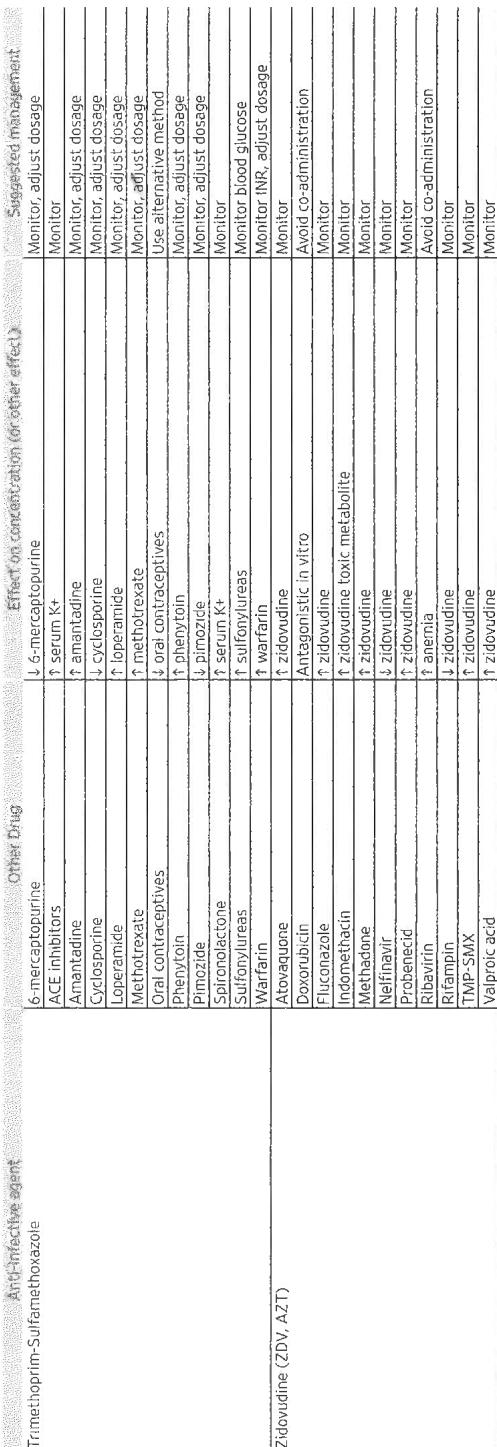 Anti-infective agent Other Drug Effect on concentration (or other effect) Suggested management
Trimethoprim-Sulfamethoxazole 6-mercaptopurine ↓ 6-mercaptopurine Monitor, adjust dosage
ACE inhibitors ↑ serum K+ Monitor
Amantadine ↑ amantadine Monitor, adjust dosage
Cyclosporine ↓ cyclosporine Monitor, adjust dosage
Loperamide ↑ loperamide Monitor, adjust dosage
Methotrexate ↑ methotrexate Monitor, adjust dosage
Oral contraceptives ↓ oral contraceptives Use alternative method
Phenytoin ↑ phenytoin Monitor, adjust dosage
Pimozide ↓ pimozide Monitor, adjust dosage
Spironolactone ↑ serum K+ Monitor
Sulfonylureas ↑ sulfonylureas Monitor blood glucose
Warfarin ↑ warfarin Monitor INR, adjust dosage
Zidovudine (ZDV, AZT) Atovaquone ↑ zidovudine Monitor
Doxorubicin Antagonistic in vitro Avoid co-administration
Fluconazole ↑ zidovudine Monitor
Indomethacin ↑ zidovudine toxic metabolite Monitor
Methadone ↑ zidovudine Monitor
Nelfinavir ↓ zidovudine Monitor
Probenecid ↑ zidovudine Monitor
Ribavirin ↑ anemia Avoid co-administration
Rifampin ↓ zidovudine Monitor
TMP-SMX ↑ zidovudine Monitor
Valproic acid ↑ zidovudine Monitor